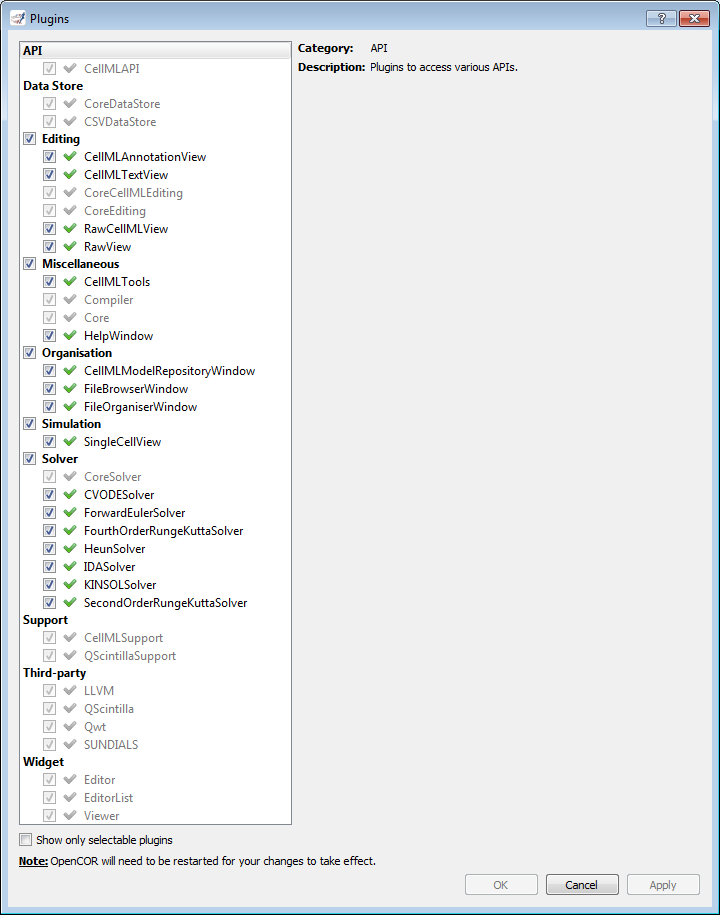 Plugins
API
CellMLAPI
Data Store
CoreDataStore
CSVDataStore
Editing
CellMLAnnotationView
CellMLTextView
CoreCellMLEditing
CoreEditing
RawCellMLView
RawView
Miscellaneous
CellMLTools
Compiler
Core
HelpWindow
Organisation
CellMLModelRepositoryWindow
FileBrowserWindow
FileOrganiserWindow
Simulation
SingleCellView
Solver
CoreSolver
CVODESolver
ForwardEulerSolver
FourthOrderRungeKuttaSolver
HeunSolver
IDASolver
KINSOLSolver
SecondOrderRungeKuttaSolver
Support
CellMLSupport
QScintillaSupport
Third-party
LLVM
QScintilla
Qwt
SUNDIALS
Widget
Editor
EditorList
Viewer
Category: API
Description: Plugins to access various APIs.
Show only selectable plugins
Note: OpenCOR will need to be restarted for your changes to take effect.
OK Cancel Apply